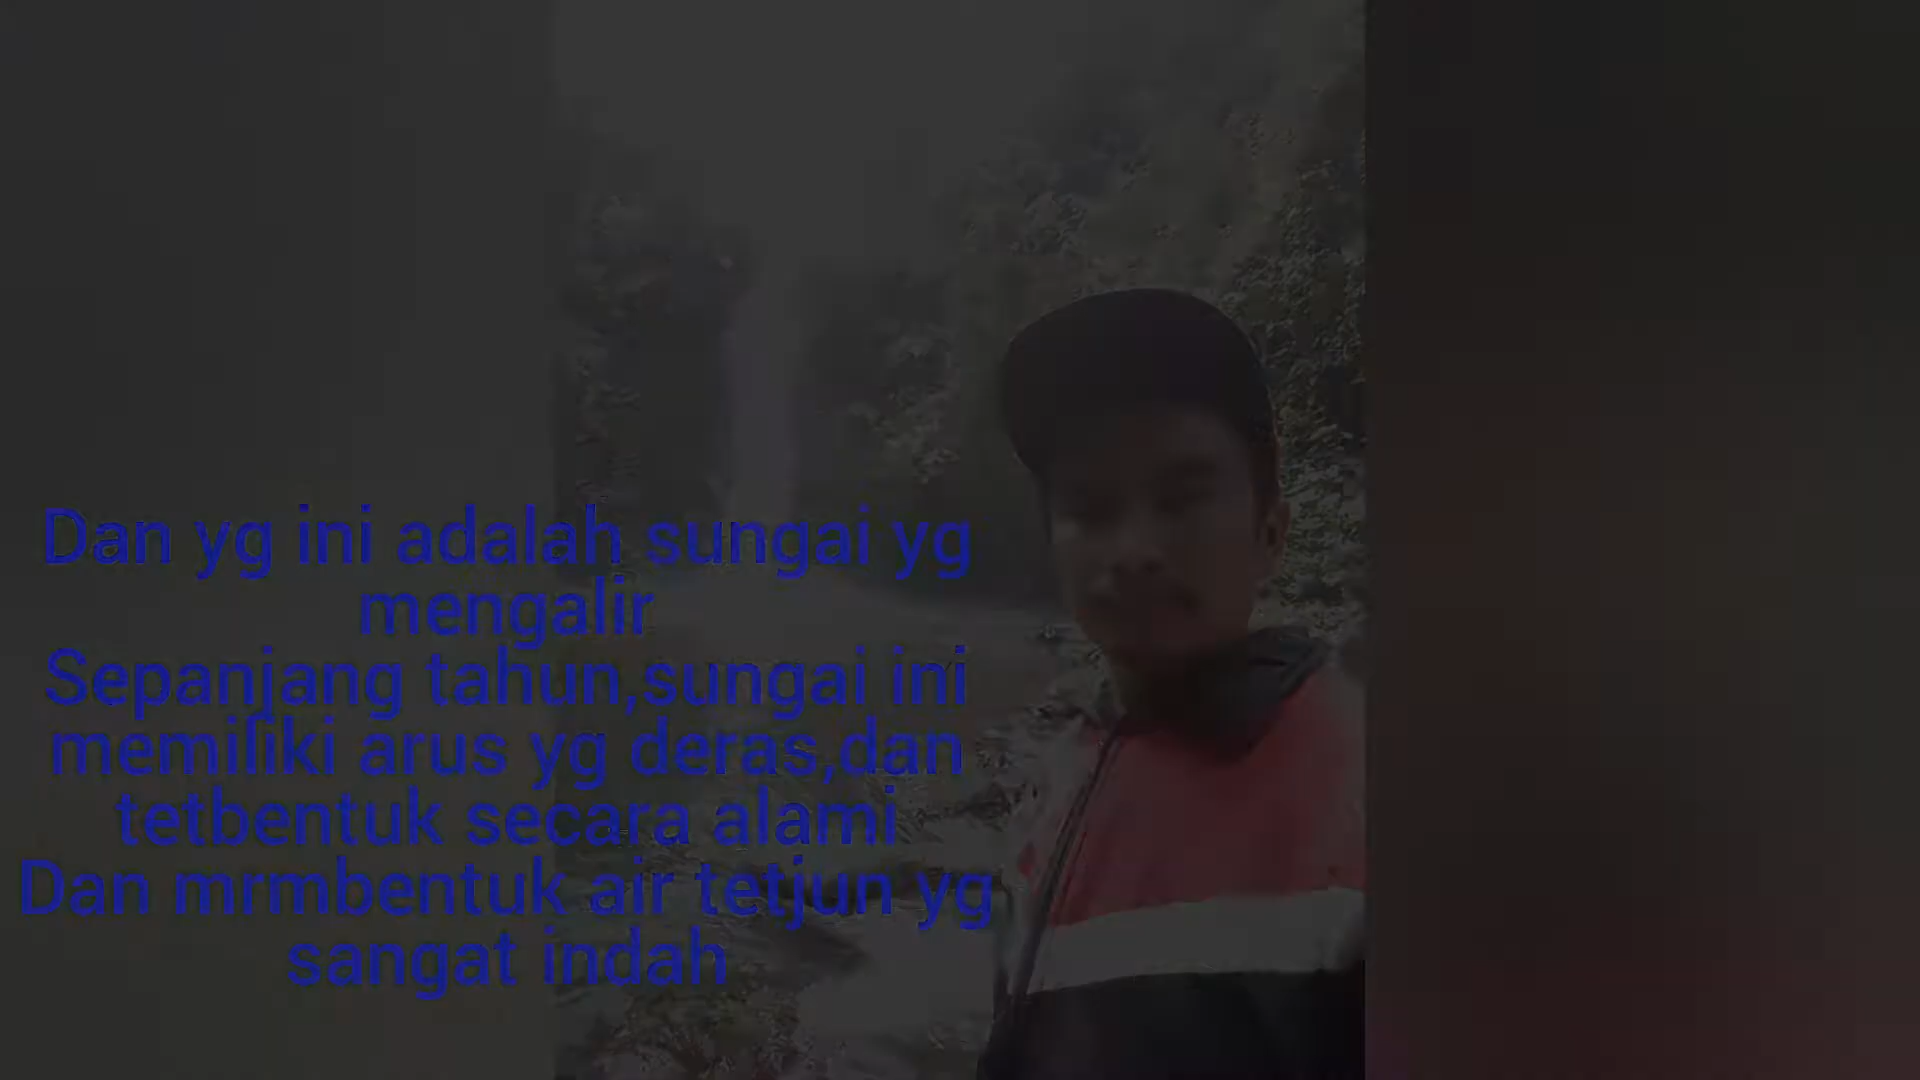 Dan yg ini adalah sungai yg
mengalir
Sepanjang tahun,sungai ini
memiliki arus yg deras,dan
tetbentuk secara alami
Dan mrmbentuk air tetjun yg
sangat indah